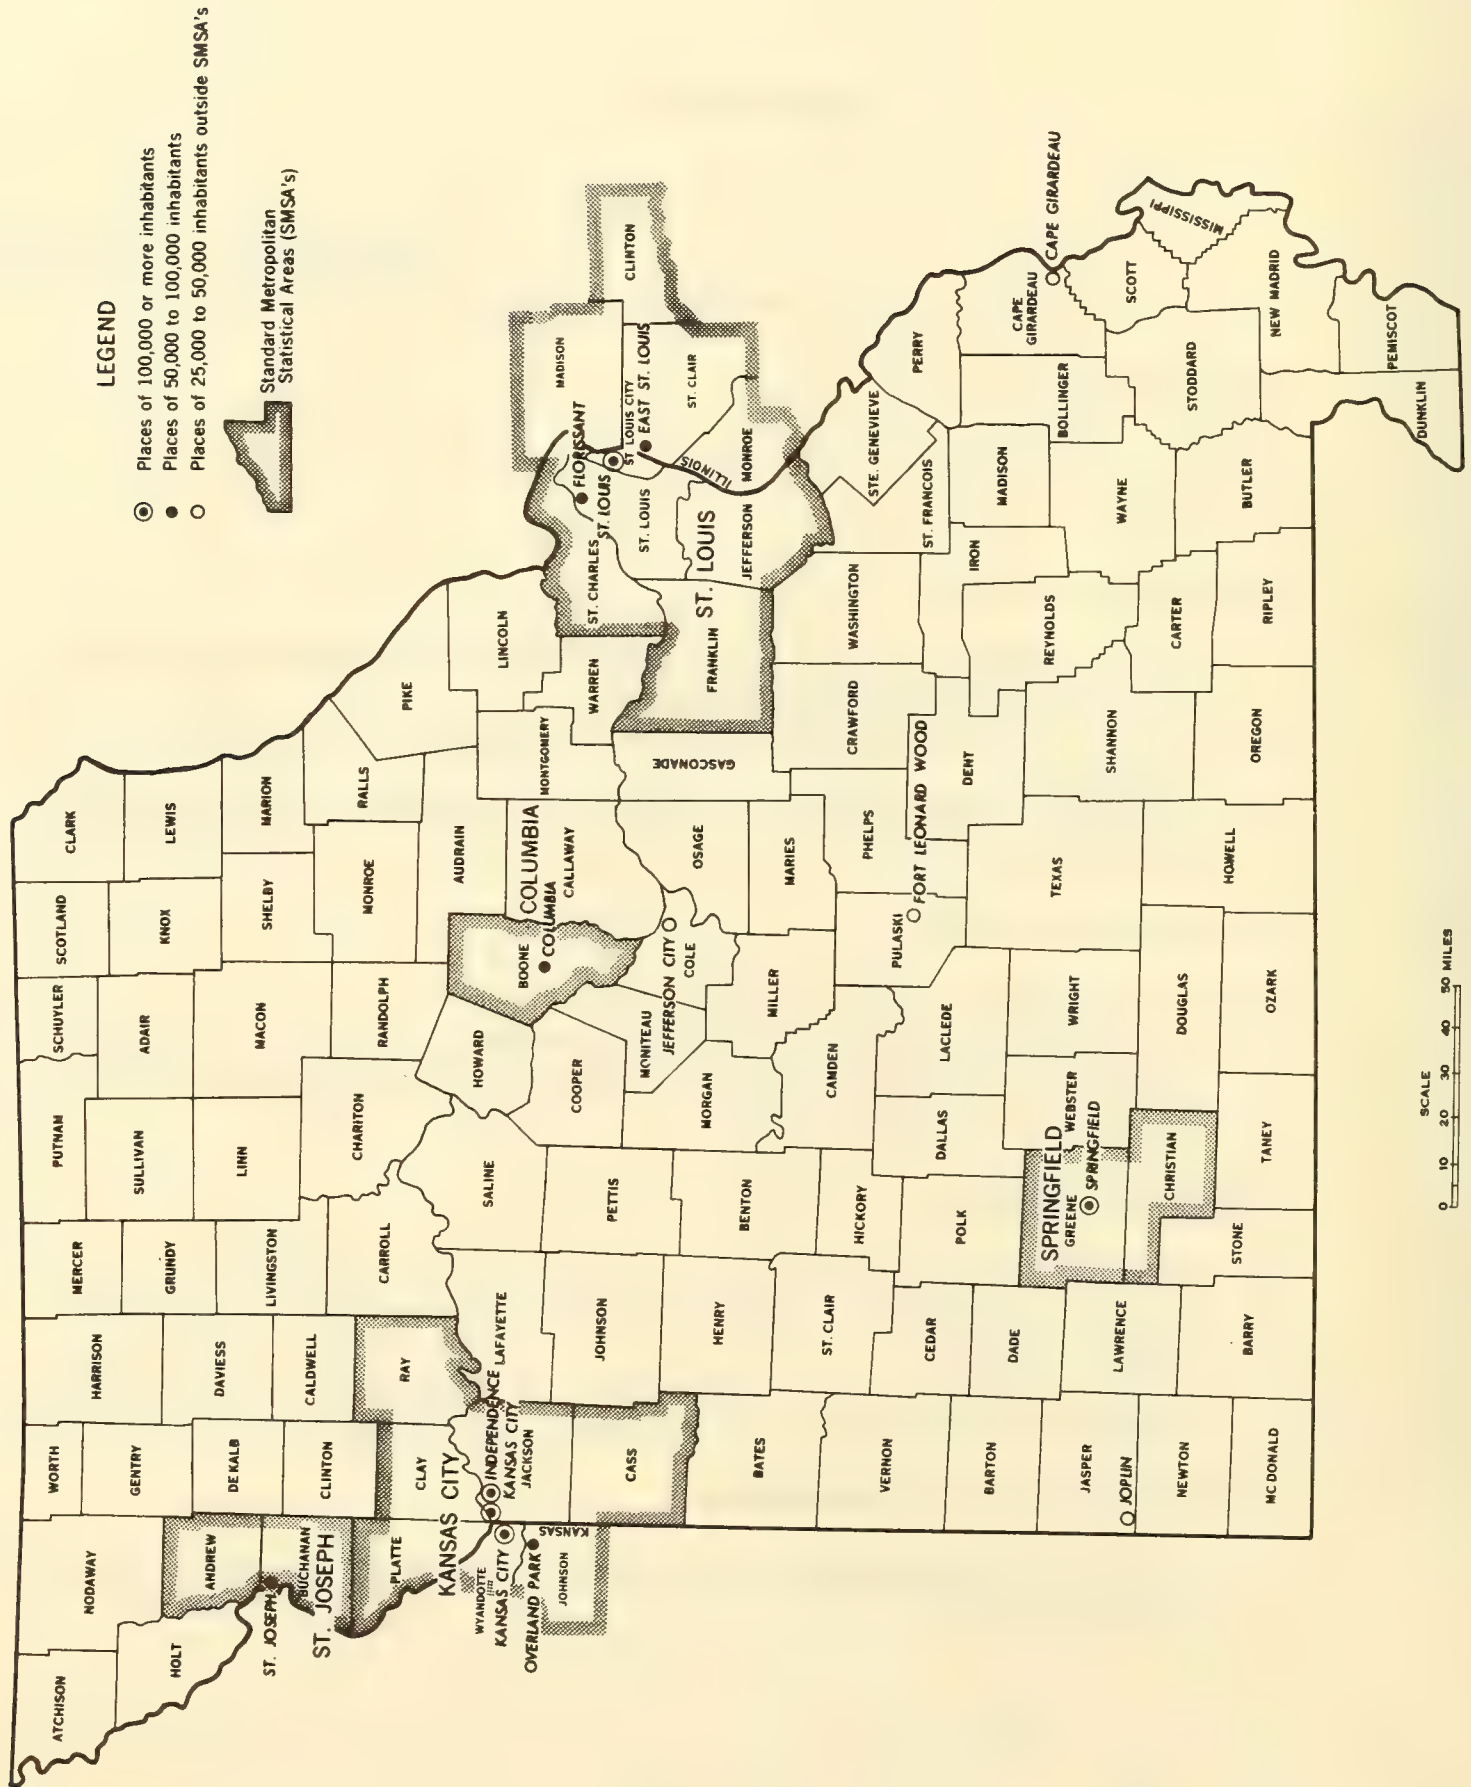 LEGEND
Places of 100,000 or more inhabitants
Places of 50,000 to 100,000 inhabitants
Places of 25,000 to 50,000 inhabitants outside SMSA's
Standard Metropolitan
Statistical Areas (SMSA's)
ATCHISON
NODAWAY
WORTH
HARRISON
MERCER
PUTNAM
SCHUYLER
SCOTLAND
CLARK
HOLT
ANDREW
GENTRY
DE KALB
DAVIESS
GRUNDY
SULLIVAN
ADAIR
KNOX
LEWIS
ST. JOSEPH
BUCHANAN
ST. JOSEPH
CLINTON
CALDWELL
LIVINGSTON
LINN
MACON
SHELBY
MARION
PLATTE
CLAY
RAY
CARROLL
CHARITON
RANDOLPH
MONROE
RALLS
PIKE
KANSAS CITY
WYANDOTTE
KANSAS CITY
INDEPENDENCE
KANSAS CITY
JACKSON
LAFAYETTE
SALINE
HOWARD
BOONE
COLUMBIA
COLUMBIA
AUDRAIN
CALLAWAY
MONTGOMERY
LINCOLN
WARREN
ST. CHARLES
FLORISSANT
ST. LOUIS
ST. LOUIS
ST LOUIS CITY
EAST ST. LOUIS
MADISON
CLINTON
ST. CLAIR
MONROE
ILLINOIS
OVERLAND PARK
JOHNSON
KANSAS
CASS
JOHNSON
PETTIS
COOPER
MONITEAU
JEFFERSON CITY
COLE
OSAGE
GASCONADE
FRANKLIN
ST. LOUIS
JEFFERSON
BATES
HENRY
BENTON
MORGAN
MILLER
MARIES
CRAWFORD
WASHINGTON
STE. GENEVIEVE
ST. FRANCOIS
PERRY
VERNON
ST. CLAIR
HICKORY
CAMDEN
PULASKI
PHELPS
FORT LEONARD WOOD
DENT
IRON
MADISON
BOLLINGER
CAPE
GIRARDEAU
CAPE GIRARDEAU
BARTON
CEDAR
POLK
DALLAS
LACLEDE
TEXAS
REYNOLDS
WAYNE
STODDARD
SCOTT
MISSISSIPPI
JASPER
JOPLIN
DADE
SPRINGFIELD
GREENE
SPRINGFIELD
WEBSTER
WRIGHT
SHANNON
CARTER
BUTLER
NEW MADRID
NEWTON
LAWRENCE
CHRISTIAN
DOUGLAS
HOWELL
OREGON
RIPLEY
MC DONALD
BARRY
STONE
TANEY
OZARK
DUNKLIN
PEMISCOT
SCALE
0 10 20 30 40 50 MILES